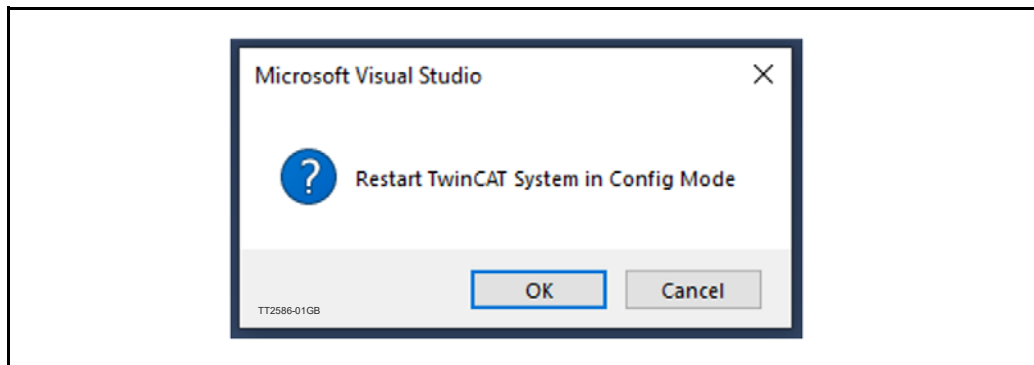 Microsoft Visual Studio
Restart TwinCAT System in Config Mode
OK Cancel
TT2586-01GB